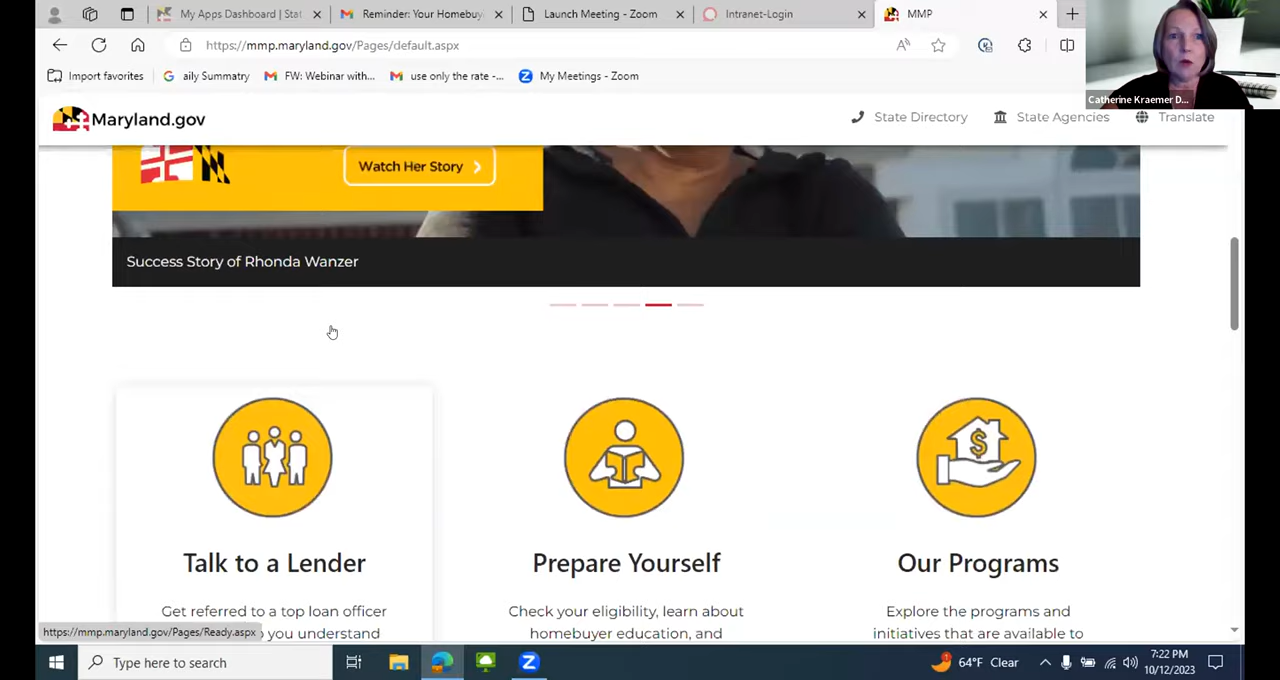 My Apps Dashboard | Stat
Reminder: Your Homebuy
Launch Meeting - Zoom
Intranet-Login
MMP
https://mmp.maryland.gov/Pages/default.aspx
Import favorites
aily Summatry
FW: Webinar with...
use only the rate -...
My Meetings - Zoom
Catherine Kraemer D...
Maryland.gov
State Directory
State Agencies
Translate
Watch Her Story
Success Story of Rhonda Wanzer
Talk to a Lender
Get referred to a top loan officer
you understand
Prepare Yourself
Check your eligibility, learn about
homebuyer education, and
Our Programs
Explore the programs and
initiatives that are available to
https://mmp.maryland.gov/Pages/Ready.aspx
Type here to search
64°F Clear
7:22 PM
10/12/2023